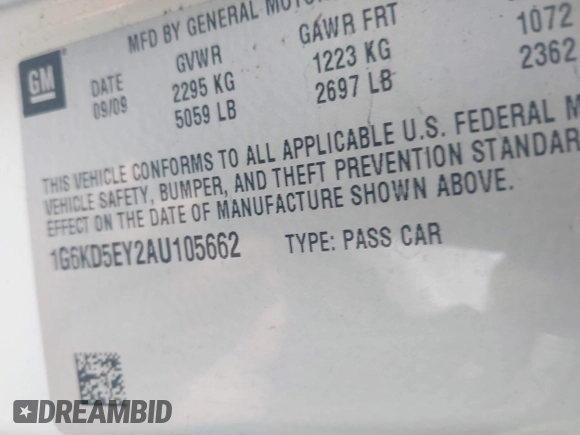 MFD BY GENERAL
GM
DATE GVWR GAWR FRT
09/09 2295 KG 1223 KG 1072
5059 LB 2697 LB 2362
THIS VEHICLE CONFORMS TO ALL APPLICABLE U.S. FEDERAL M
VEHICLE SAFETY, BUMPER, AND THEFT PREVENTION STANDAR
EFFECT ON THE DATE OF MANUFACTURE SHOWN ABOVE.
1G6KD5EY2AU105662 TYPE: PASS CAR
DREAMBID